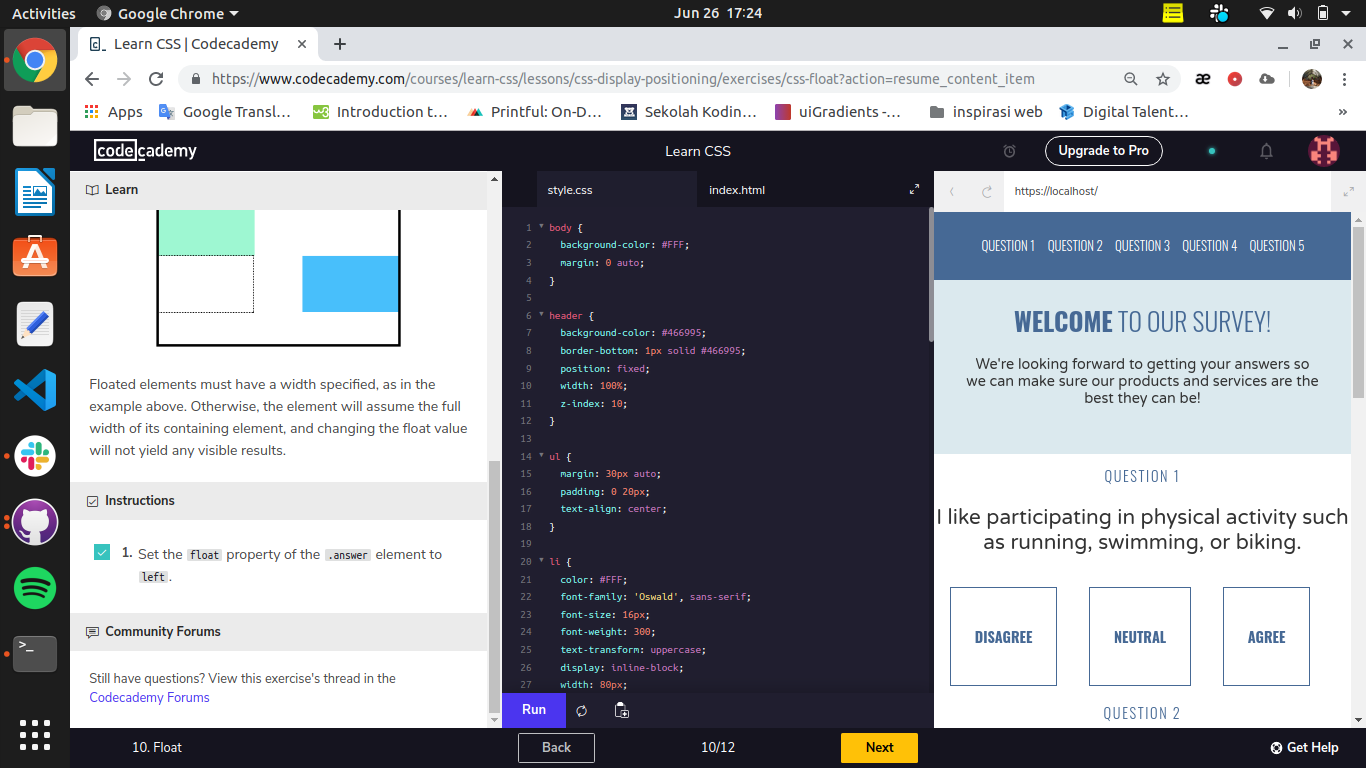 Activities
Google Chrome
Jun 26 17:24
Learn CSS | Codecademy
https://www.codecademy.com/courses/learn-css/lessons/css-display-positioning/exercises/css-float?action=resume_content_item
Apps
Google Transl...
Introduction t...
Printful: On-D...
Sekolah Kodin...
uiGradients -...
inspirasi web
Digital Talent...
»
codecademy
Learn CSS
Upgrade to Pro
Learn
Floated elements must have a width specified, as in the
example above. Otherwise, the element will assume the full
width of its containing element, and changing the float value
will not yield any visible results.
Instructions
1. Set the float property of the .answer element to
left.
Community Forums
Still have questions? View this exercise's thread in the
Codecademy Forums
style.css
index.html
1 body {
2 background-color: #FFF;
3 margin: 0 auto;
4 }
5
6 header {
7 background-color: #466995;
8 border-bottom: 1px solid #466995;
9 position: fixed;
10 width: 100%;
11 z-index: 10;
12 }
13
14 ul {
15 margin: 30px auto;
16 padding: 0 20px;
17 text-align: center;
18 }
19
20 li {
21 color: #FFF;
22 font-family: 'Oswald', sans-serif;
23 font-size: 16px;
24 font-weight: 300;
25 text-transform: uppercase;
26 display: inline-block;
27 width: 80px;
Run
https://localhost/
QUESTION 1 QUESTION 2 QUESTION 3 QUESTION 4 QUESTION 5
WELCOME TO OUR SURVEY!
We're looking forward to getting your answers so
we can make sure our products and services are the
best they can be!
QUESTION 1
I like participating in physical activity such
as running, swimming, or biking.
DISAGREE
NEUTRAL
AGREE
QUESTION 2
10. Float
Back
10/12
Next
Get Help